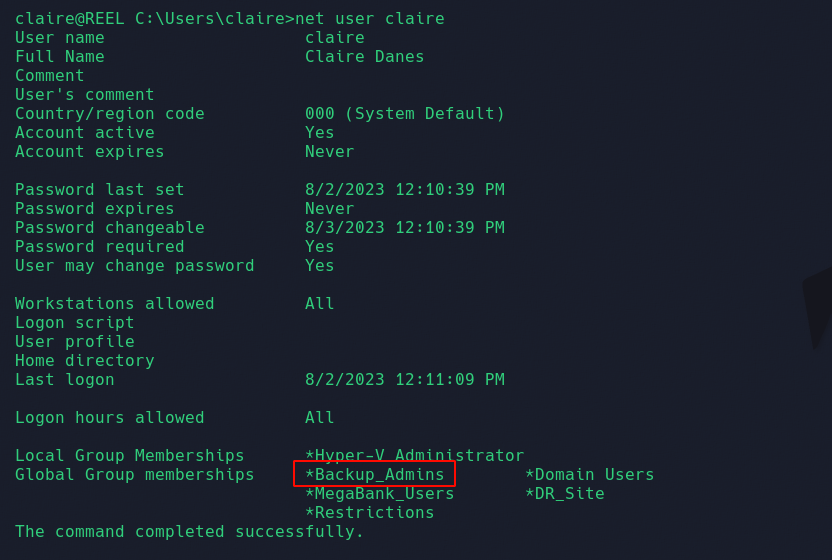 claire@REEL C:\Users\claire>net user claire
User name                    claire
Full Name                    Claire Danes
Comment
User's comment
Country/region code          000 (System Default)
Account active               Yes
Account expires              Never
Password last set            8/2/2023 12:10:39 PM
Password expires             Never
Password changeable          8/3/2023 12:10:39 PM
Password required            Yes
User may change password     Yes
Workstations allowed         All
Logon script
User profile
Home directory
Last logon                   8/2/2023 12:11:09 PM
Logon hours allowed          All
Local Group Memberships      *Hyper-V Administrator
Global Group memberships     *Backup_Admins        *Domain Users
                             *MegaBank_Users       *DR_Site
                             *Restrictions
The command completed successfully.